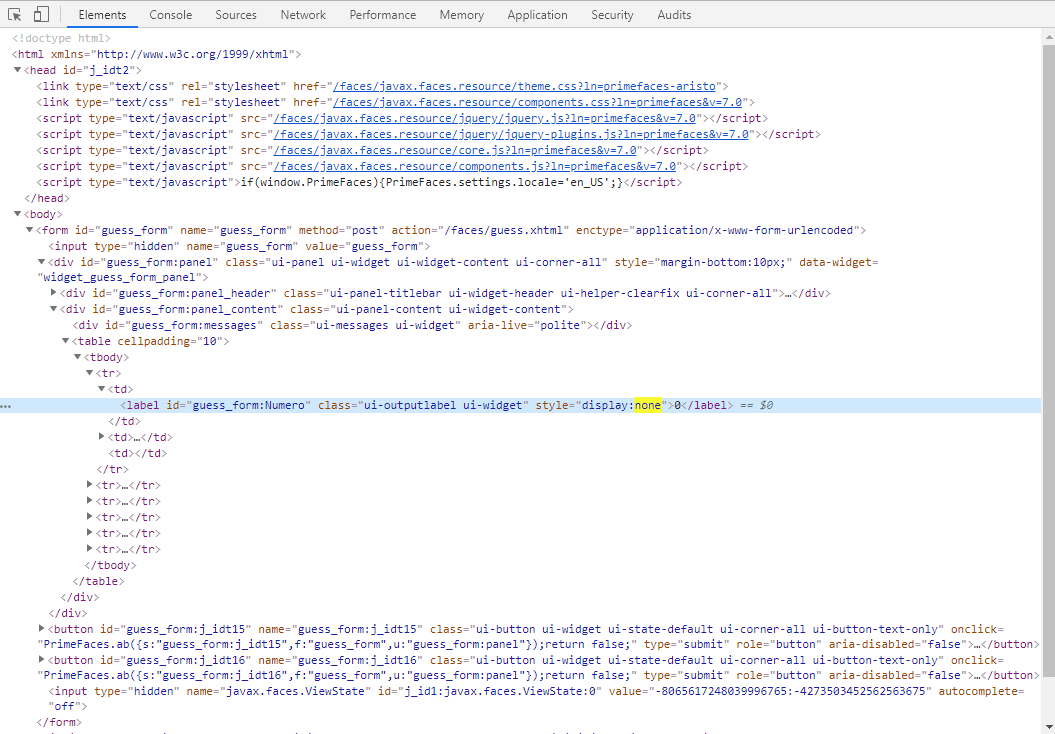 Elements Console Sources Network Performance Memory Application Security Audits
<!doctype html>
<html xmlns="http://www.w3.org/1999/xhtml">
▼<head id="j_idt2">
<link type="text/css" rel="stylesheet" href="/faces/javax.faces.resource/theme.css?ln=primefaces-aristo">
<link type="text/css" rel="stylesheet" href="/faces/javax.faces.resource/components.css?ln=primefaces&v=7.0">
<script type="text/javascript" src="/faces/javax.faces.resource/jquery/jquery.js?ln=primefaces&v=7.0"></script>
<script type="text/javascript" src="/faces/javax.faces.resource/jquery/jquery-plugins.js?ln=primefaces&v=7.0"></script>
<script type="text/javascript" src="/faces/javax.faces.resource/core.js?ln=primefaces&v=7.0"></script>
<script type="text/javascript" src="/faces/javax.faces.resource/components.js?ln=primefaces&v=7.0"></script>
<script type="text/javascript">if(window.PrimeFaces){PrimeFaces.settings.locale='en_US';}</script>
</head>
▼<body>
▼<form id="guess_form" name="guess_form" method="post" action="/faces/guess.xhtml" enctype="application/x-www-form-urlencoded">
<input type="hidden" name="guess_form" value="guess_form">
▼<div id="guess_form:panel" class="ui-panel ui-widget ui-widget-content ui-corner-all" style="margin-bottom:10px;" data-widget=
"widget_guess_form_panel">
▶<div id="guess_form:panel_header" class="ui-panel-titlebar ui-widget-header ui-helper-clearfix ui-corner-all">…</div>
▼<div id="guess_form:panel_content" class="ui-panel-content ui-widget-content">
<div id="guess_form:messages" class="ui-messages ui-widget" aria-live="polite"></div>
▼<table cellpadding="10">
▼<tbody>
▼<tr>
▼<td>
…<label id="guess_form:Numero" class="ui-outputlabel ui-widget" style="display:none">0</label> == $0
</td>
▶<td>…</td>
<td></td>
</tr>
▶<tr>…</tr>
▶<tr>…</tr>
▶<tr>…</tr>
▶<tr>…</tr>
▶<tr>…</tr>
</tbody>
</table>
</div>
</div>
▶<button id="guess_form:j_idt15" name="guess_form:j_idt15" class="ui-button ui-widget ui-state-default ui-corner-all ui-button-text-only" onclick=
"PrimeFaces.ab({s:"guess_form:j_idt15",f:"guess_form",u:"guess_form:panel"});return false;" type="submit" role="button" aria-disabled="false">…</button>
▶<button id="guess_form:j_idt16" name="guess_form:j_idt16" class="ui-button ui-widget ui-state-default ui-corner-all ui-button-text-only" onclick=
"PrimeFaces.ab({s:"guess_form:j_idt16",f:"guess_form",u:"guess_form:panel"});return false;" type="submit" role="button" aria-disabled="false">…</button>
<input type="hidden" name="javax.faces.ViewState" id="j_id1:javax.faces.ViewState:0" value="-8065617248039996765:-4273503452562563675" autocomplete=
"off">
</form>